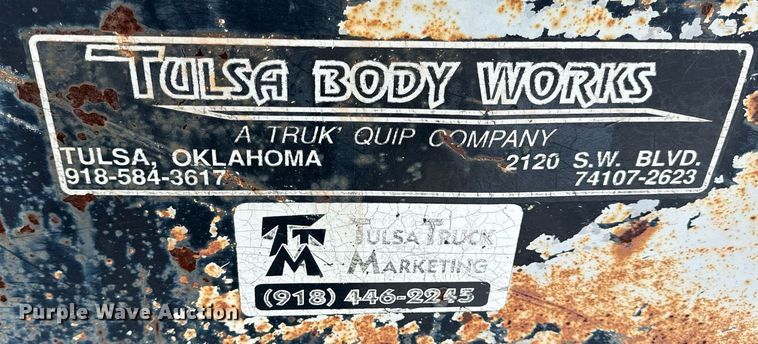 TULSA BODY WORKS
A TRUK' QUIP COMPANY
TULSA, OKLAHOMA 2120 S.W. BLVD.
918-584-3617 74107-2623
TTM TULSA TRUCK
MARKETING
(918) 446-2245
Purple Wave Auction